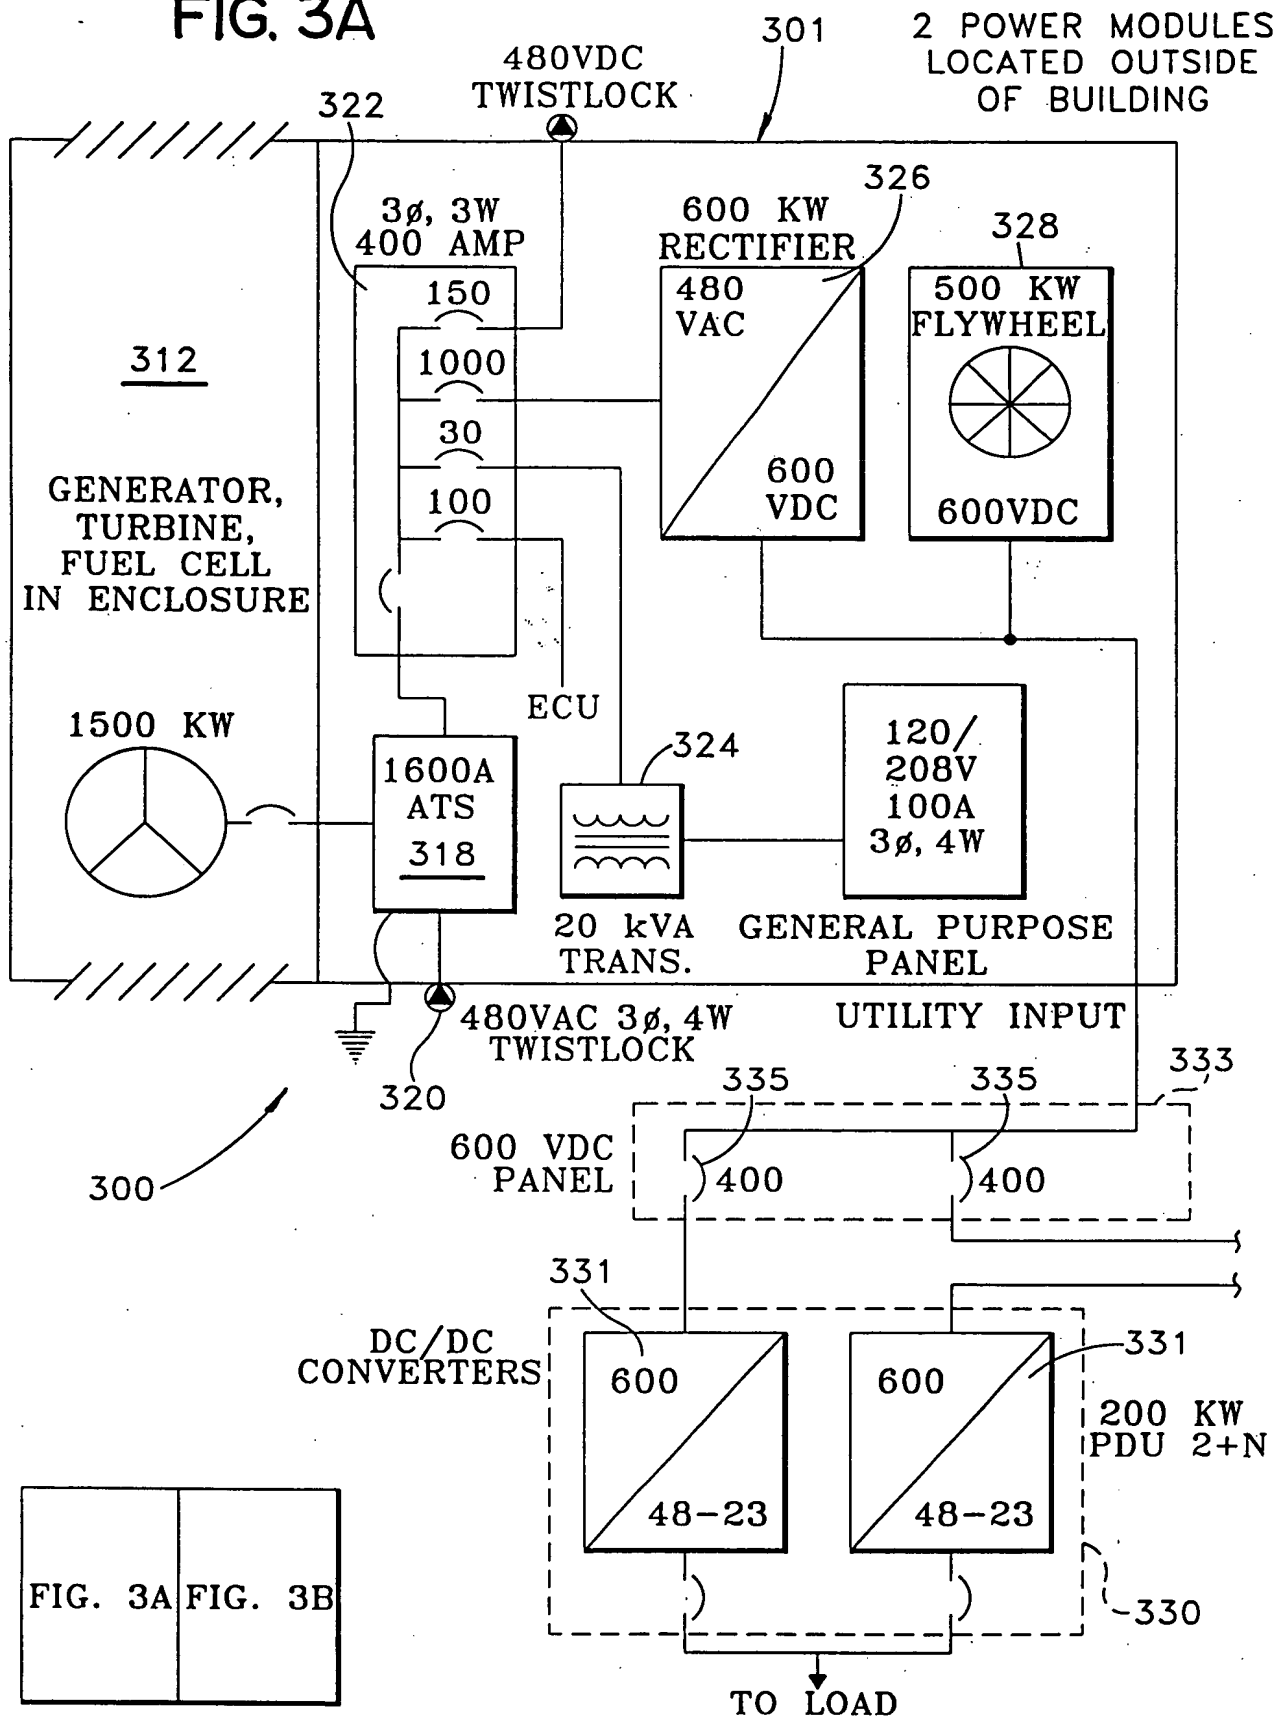 FIG. 3A
301
2 POWER MODULES
LOCATED OUTSIDE
OF BUILDING
480VDC
TWISTLOCK
322
326
328
3ø, 3W
400 AMP
600 KW
RECTIFIER
150
1000
30
100
480
VAC
600
VDC
500 KW
FLYWHEEL
600VDC
312
GENERATOR,
TURBINE,
FUEL CELL
IN ENCLOSURE
ECU
1500 KW
1600A
ATS
318
324
120/
208V
100A
3ø, 4W
20 kVA
TRANS.
GENERAL PURPOSE
PANEL
480VAC 3ø, 4W
TWISTLOCK
UTILITY INPUT
320
335
335
333
300
600 VDC
PANEL
400
400
331
DC/DC
CONVERTERS
600
48-23
600
48-23
331
200 KW
PDU 2+N
330
TO LOAD
FIG. 3A
FIG. 3B